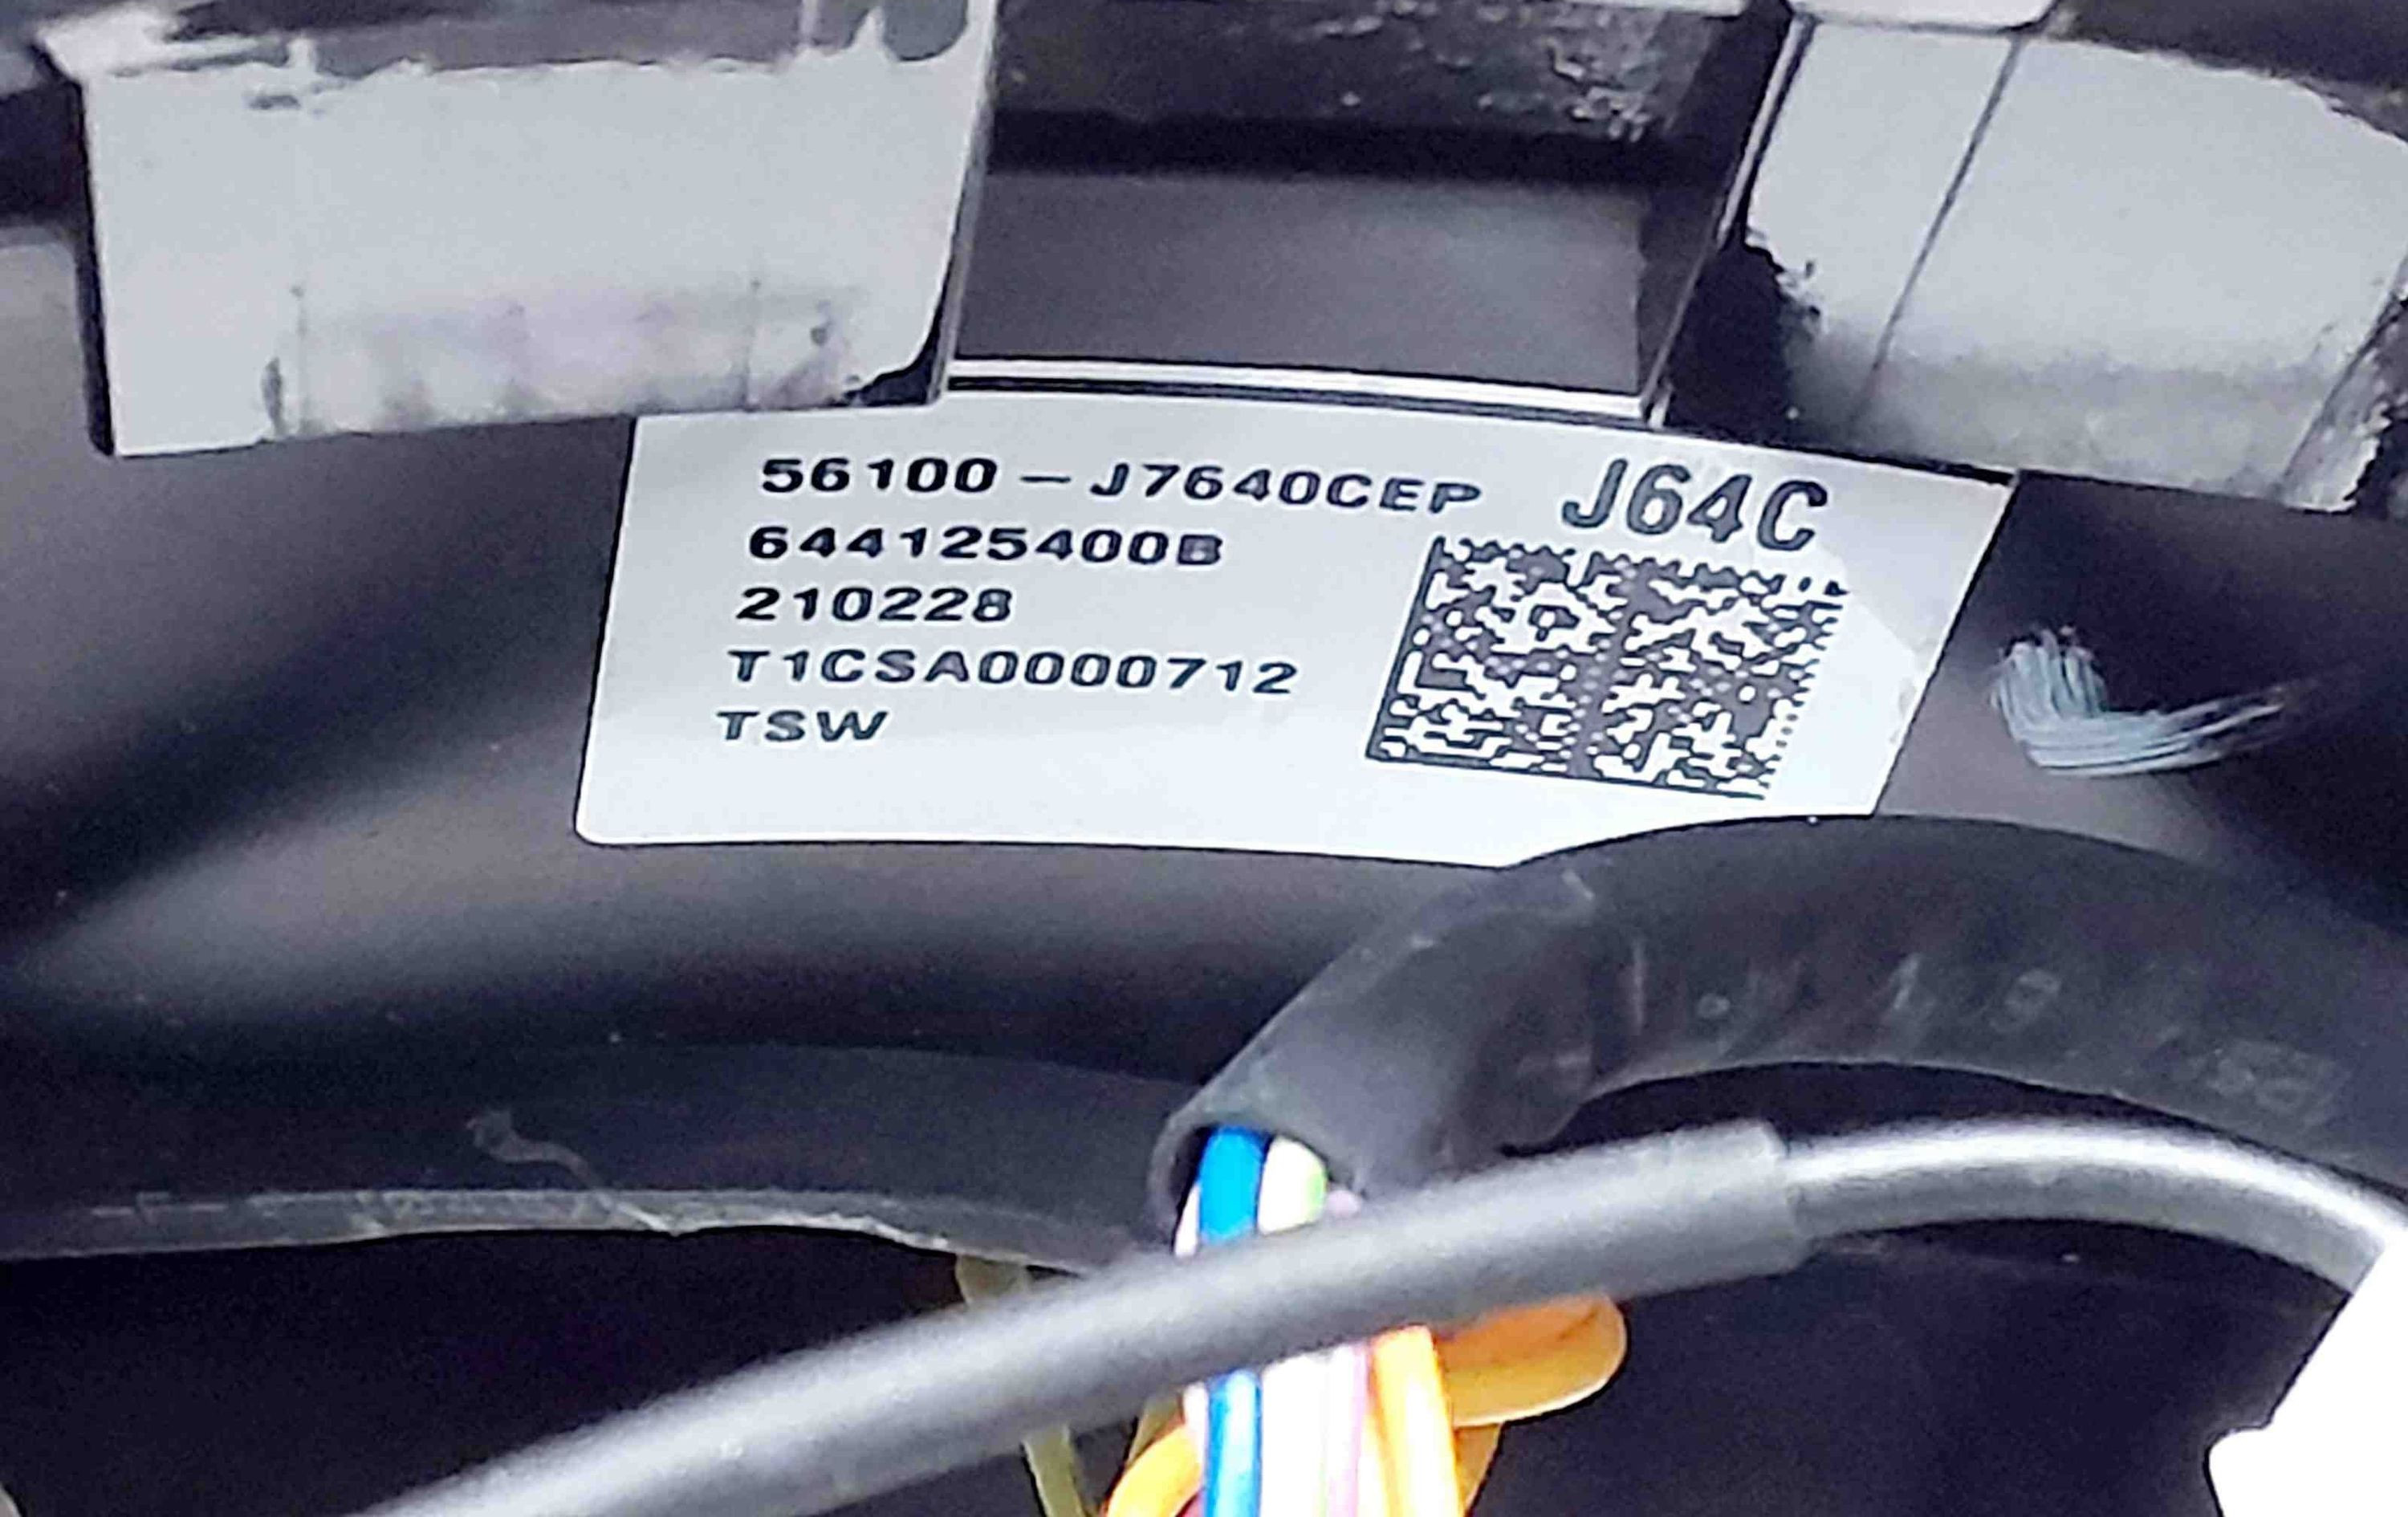 56100-J7640CEP J64C
644125400B
210228
T1CSA0000712
TSW